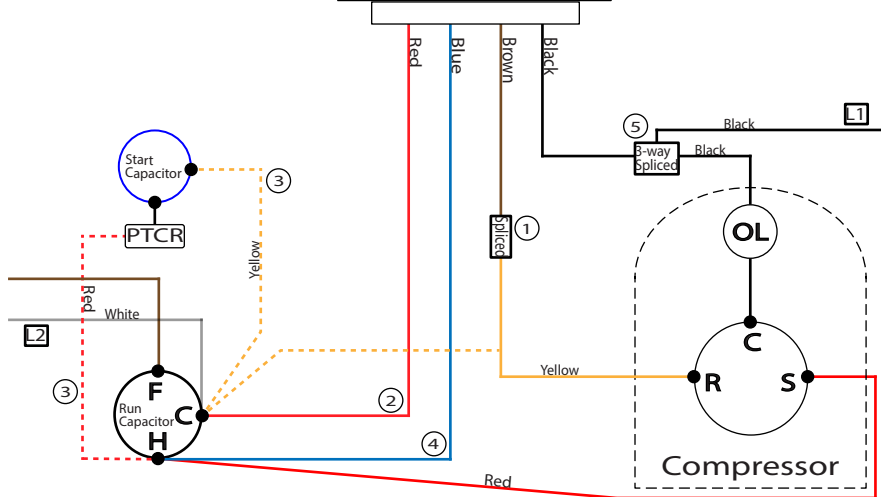 Red
Blue
Brown
Black
5
Black
L1
3-way
Spliced
Black
Start
Capacitor
3
PTCR
Yellow
Spliced
1
OL
Red
White
L2
C
Yellow
R
S
3
F
Run
Capacitor
C
H
2
4
Compressor
Red